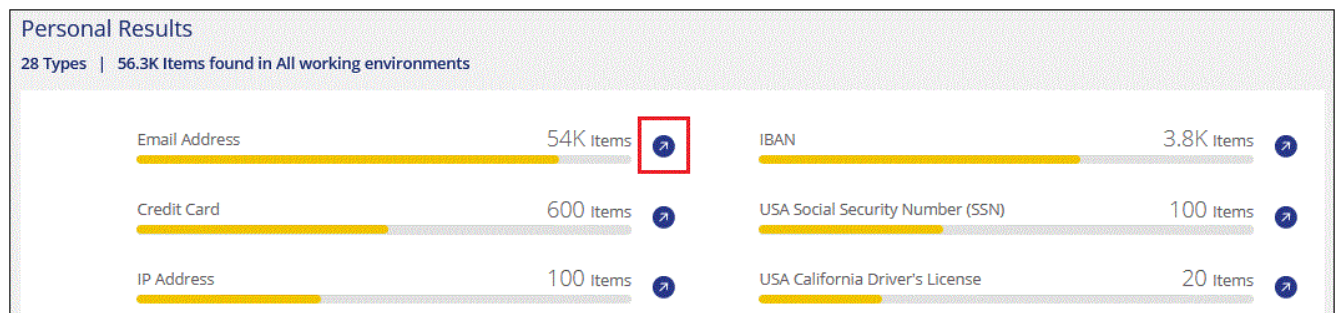 Personal Results
28 Types | 56.3K Items found in All working environments
Email Address 54K Items
IBAN 3.8K Items
Credit Card 600 Items
USA Social Security Number (SSN) 100 Items
IP Address 100 Items
USA California Driver's License 20 Items